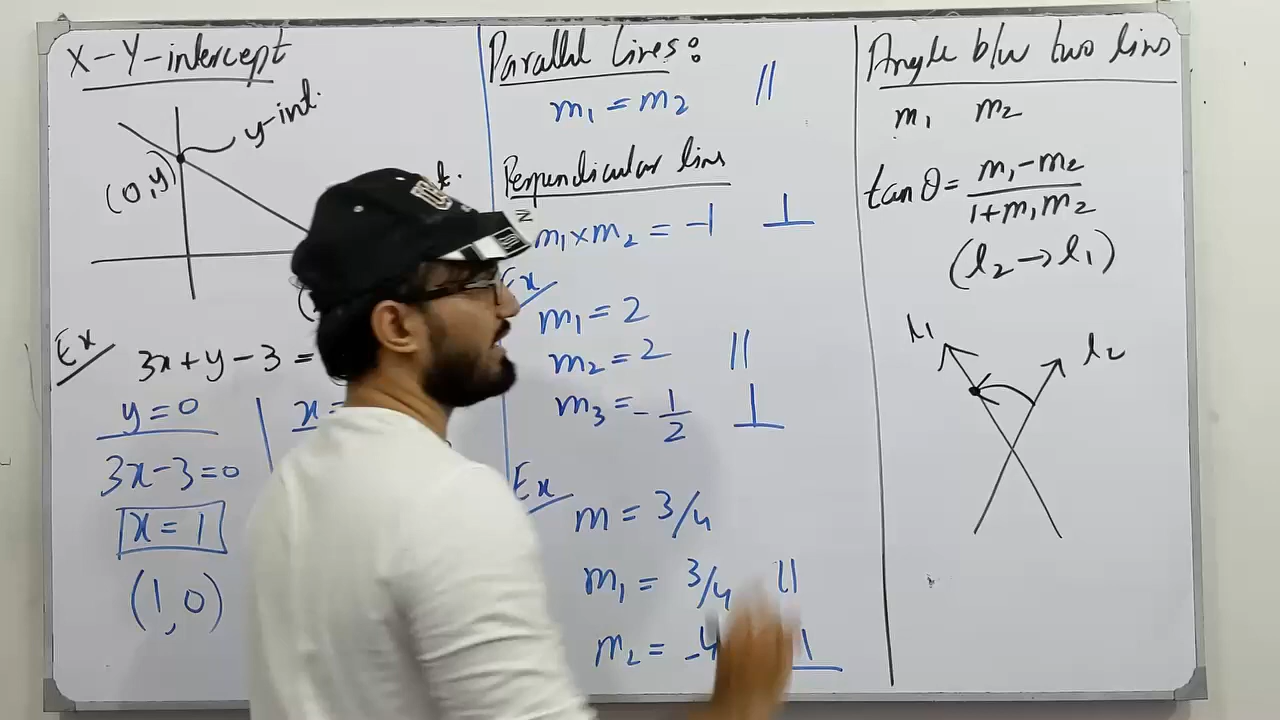 X-Y-intercept
y-int.
(0,y)
Ex
3x+y-3=
y=0
x=
3x-3=0
x=1
(1,0)
Parallel Lines:
m₁=m₂ ||
Perpendicular line
m₁×m₂=-1 ⊥
Ex
m₁=2
m₂=2 ||
m₃=-1/2 ⊥
Ex
m=3/4
m₁=3/4 ||
m₂=-4
Angle b/w two lines
m₁ m₂
tanθ=m₁-m₂/1+m₁m₂
(l₂→l₁)
l₁
l₂